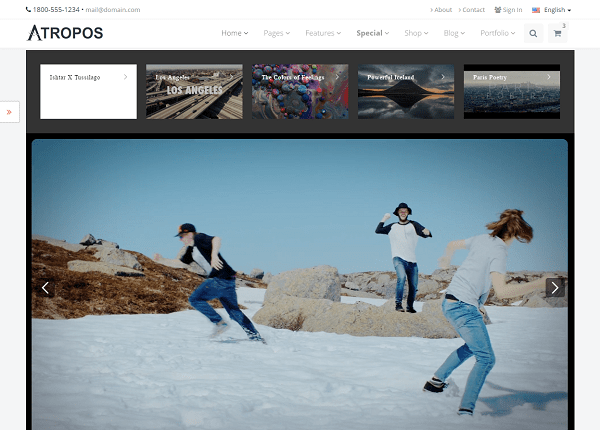 1800-555-1234 • mail@domain.com
About Contact Sign In English
ATROPOS
Home Pages Features Special Shop Blog Portfolio 3
Ishtar X Tussilago
Los Angeles
LOS ANGELES
The Colors of Feelings
Powerful Iceland
Paris Poetry